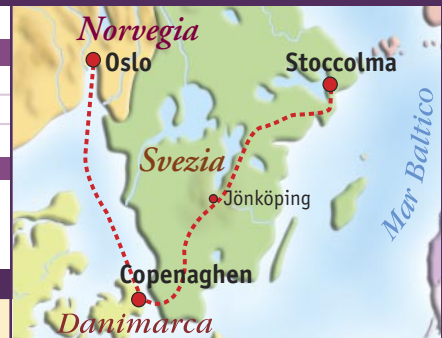 Norvegia
Oslo
Stoccolma
Svezia
Jönköping
Mar Baltico
Copenaghen
Danimarca